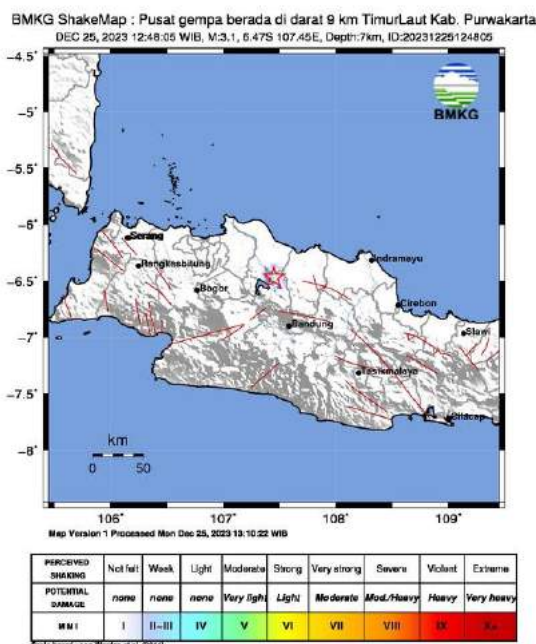 BMKG ShakeMap : Pusat gempa berada di darat 9 km TimurLaut Kab. Purwakarta
DEC 25, 2023 12:48:05 WIB, M:3.1, 6.47S 107.45E, Depth:7km, ID:20231225124805
BMKG
-4.5°
-5°
-5.5°
-6°
-6.5°
-7°
-7.5°
-8°
Serang
Rangkasbitung
Bogor
Indramayu
Cirebon
Bandung
Slawi
Tasikmalaya
Cilacap
km
0 50
106° 107° 108° 109°
Map Version 1 Processed Mon Dec 25, 2023 13:10:22 WIB
PERCEIVED SHAKING Not felt Weak Light Moderate Strong Very strong Severe Violent Extreme
POTENTIAL DAMAGE none none none Very light Light Moderate Mod./Heavy Heavy Very heavy
MMI I II-III IV V VI VII VIII IX X+